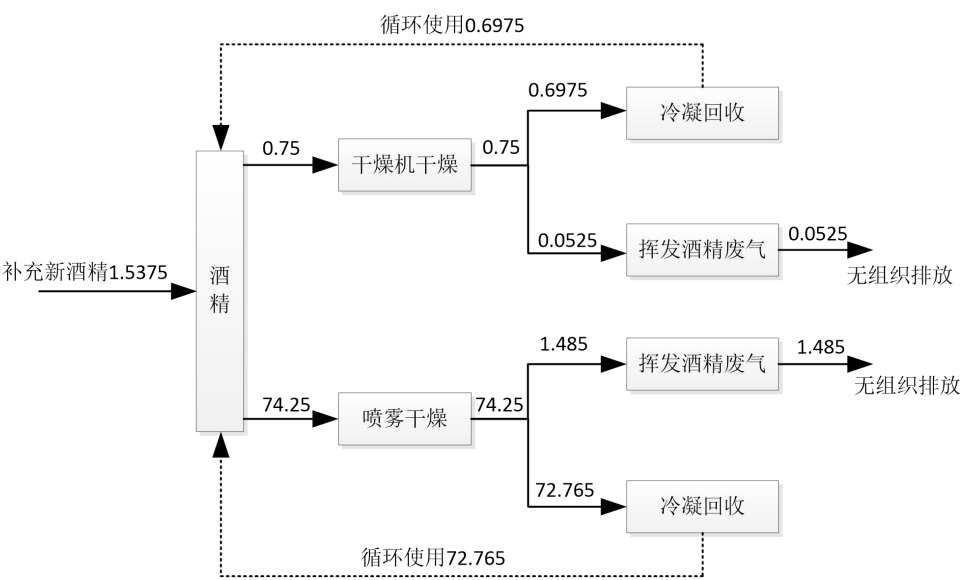 循环使用0.6975
0.6975
冷凝回收
0.75
干燥机干燥
0.75
0.0525
挥发酒精废气
0.0525
无组织排放
补充新酒精1.5375
酒
精
1.485
挥发酒精废气
1.485
无组织排放
74.25
喷雾干燥
74.25
72.765
冷凝回收
循环使用72.765